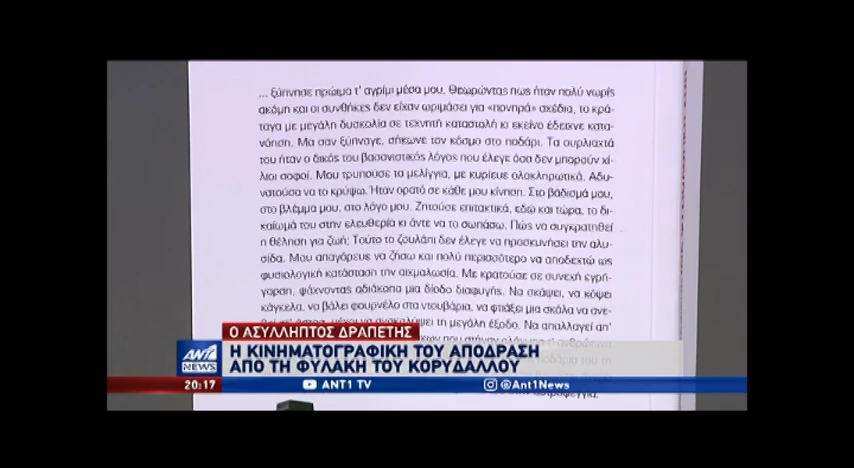 ... ξύπνησε πρώιμα τ' αγρίμι μέσα μου. Θεωρώντας πως ήταν πολύ νωρίς
ακόμη και οι συνθήκες δεν είχαν ωριμάσει για «πονηρά» σχέδια, το κρά-
ταγα με μεγάλη δυσκολία σε τεχνητή καταστολή κι εκείνο έδειχνε κατα-
νόηση. Μα σαν ξύπναγε, σήκωνε τον κόσμο στο ποδάρι. Τα ουρλιαχτά
του ήταν ο δικός του βασανιστικός λόγος που έλεγε όσα δεν μπορούν χί-
λιοι σοφοί. Μου τρυπούσε τα μελίγγια, με κυρίευε ολοκληρωτικά. Αδυ-
νατούσα να το κρύψω. Ήταν ορατό σε κάθε μου κίνηση. Στο βάδισμά μου,
στο βλέμμα μου, στο λόγο μου. Ζητούσε επιτακτικά, εδώ και τώρα, το δι-
καίωμά του στην ελευθερία κι άντε να το σωπάσω. Πώς να συγκρατηθεί
η θέληση για ζωή; Τούτο το ζουλάπι δεν έλεγε να προσκυνήσει την αλυ-
σίδα. Μου απαγόρευε να ζήσω και πολύ περισσότερο να αποδεχτώ ως
φυσιολογική κατάσταση την αιχμαλωσία. Με κρατούσε σε συνεχή εγρή-
γορση, ψάχνοντας αδιάκοπα μια δίοδο διαφυγής. Να σκάψει, να κόψει
κάγκελα, να βάλει φουρνέλο στα ντουβάρια, να φτιάξει μια σκάλα να ανε-
μέχρι να ανακαλύψει τη μεγάλη έξοδο. Να απαλλαγεί απ'
Ο ΑΣΥΛΛΗΠΤΟΣ ΔΡΑΠΕΤΗΣ
ANT1 NEWS
Η ΚΙΝΗΜΑΤΟΓΡΑΦΙΚΗ ΤΟΥ ΑΠΟΔΡΑΣΗ
ΑΠΟ ΤΗ ΦΥΛΑΚΗ ΤΟΥ ΚΟΡΥΔΑΛΛΟΥ
20:17 ANT1 TV @Ant1News